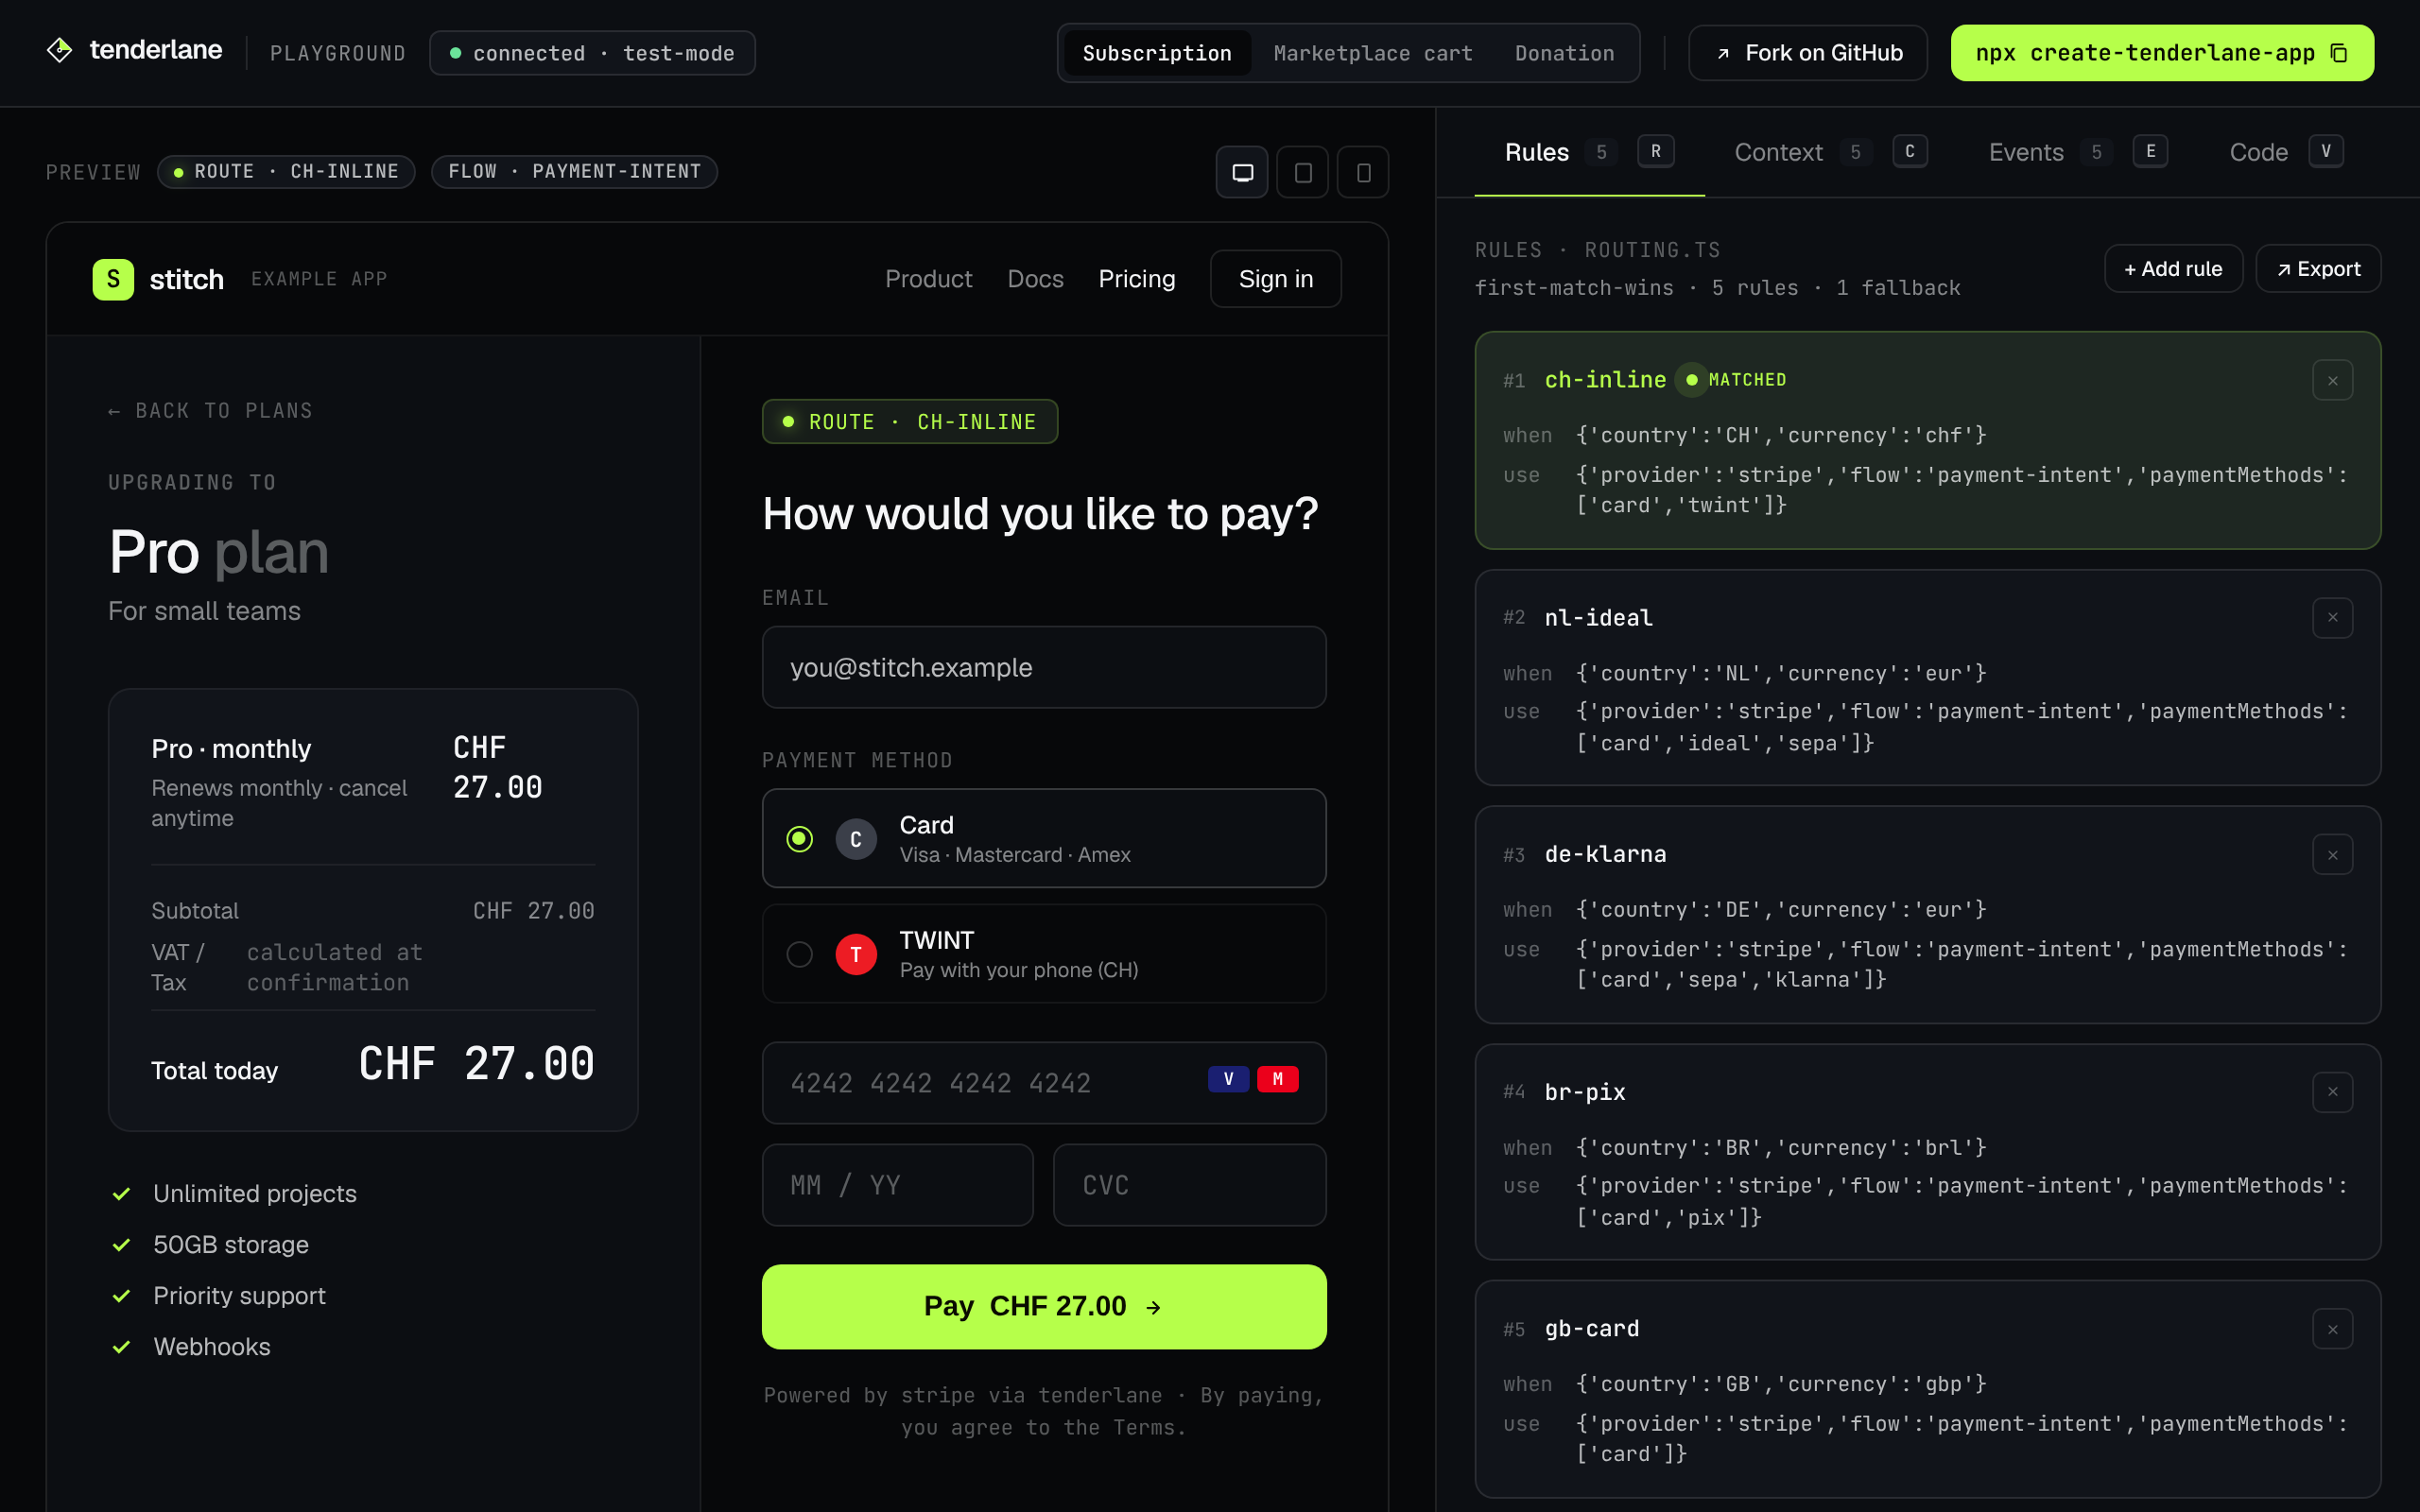 tenderlane
PLAYGROUND
connected · test-mode
Subscription
Marketplace cart
Donation
Fork on GitHub
npx create-tenderlane-app
PREVIEW
ROUTE · CH-INLINE
FLOW · PAYMENT-INTENT
S
stitch
EXAMPLE APP
Product
Docs
Pricing
Sign in
← BACK TO PLANS
UPGRADING TO
Pro plan
For small teams
Pro · monthly
CHF
27.00
Renews monthly · cancel
anytime
Subtotal
CHF 27.00
VAT /
Tax
calculated at
confirmation
Total today
CHF 27.00
Unlimited projects
50GB storage
Priority support
Webhooks
ROUTE · CH-INLINE
How would you like to pay?
EMAIL
you@stitch.example
PAYMENT METHOD
C
Card
Visa · Mastercard · Amex
T
TWINT
Pay with your phone (CH)
4242 4242 4242 4242
V
M
MM / YY
CVC
Pay CHF 27.00 →
Powered by stripe via tenderlane · By paying,
you agree to the Terms.
Rules 5 R
Context 5 C
Events 5 E
Code V
RULES · ROUTING.TS
first-match-wins · 5 rules · 1 fallback
+ Add rule
↗ Export
#1 ch-inline MATCHED
when {'country':'CH','currency':'chf'}
use {'provider':'stripe','flow':'payment-intent','paymentMethods':
['card','twint']}
#2 nl-ideal
when {'country':'NL','currency':'eur'}
use {'provider':'stripe','flow':'payment-intent','paymentMethods':
['card','ideal','sepa']}
#3 de-klarna
when {'country':'DE','currency':'eur'}
use {'provider':'stripe','flow':'payment-intent','paymentMethods':
['card','sepa','klarna']}
#4 br-pix
when {'country':'BR','currency':'brl'}
use {'provider':'stripe','flow':'payment-intent','paymentMethods':
['card','pix']}
#5 gb-card
when {'country':'GB','currency':'gbp'}
use {'provider':'stripe','flow':'payment-intent','paymentMethods':
['card']}